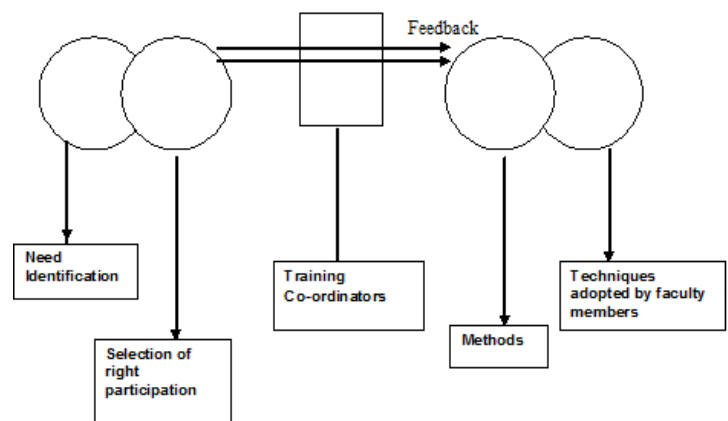 Feedback
Need
Identification
Training
Co-ordinators
Techniques
adopted by faculty
members
Selection of
right
participation
Methods